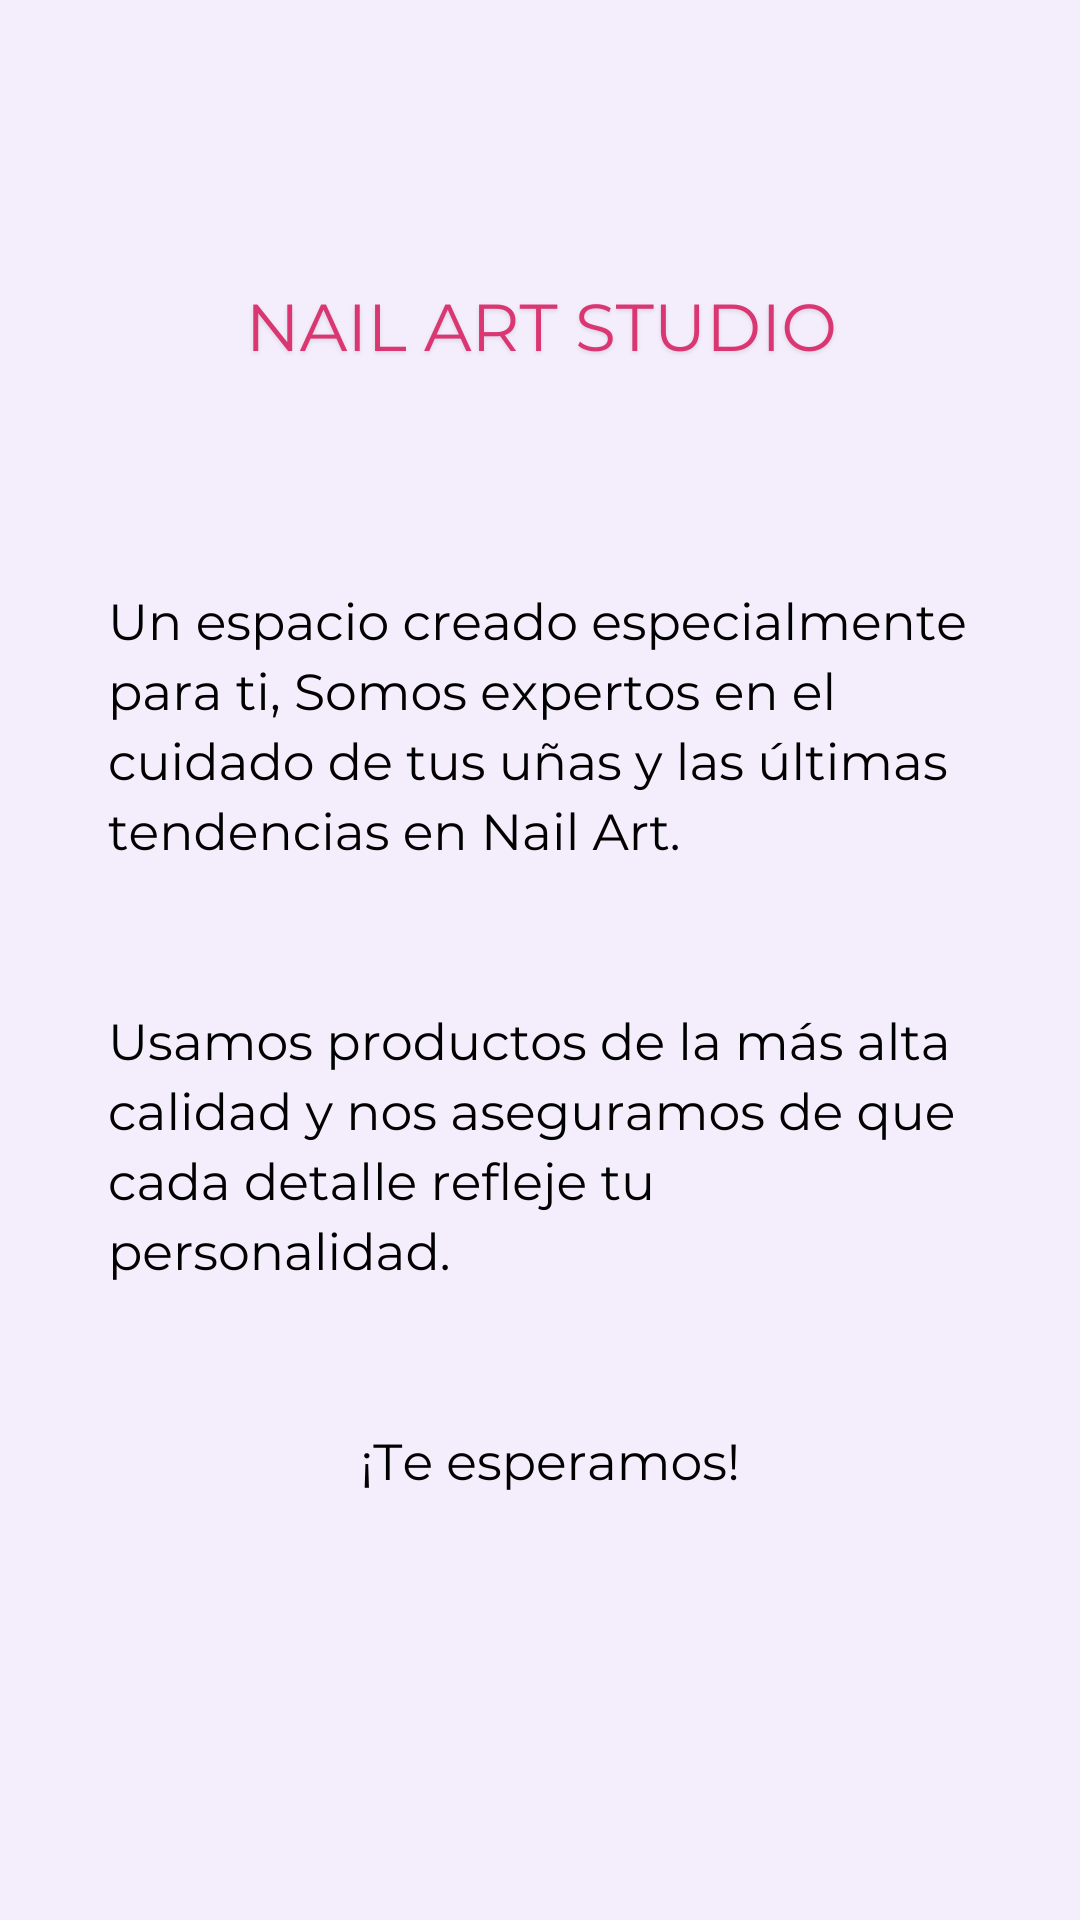 NAIL ART STUDIO
Un espacio creado especialmente
para ti, Somos expertos en el
cuidado de tus uñas y las últimas
tendencias en Nail Art.
Usamos productos de la más alta
calidad y nos aseguramos de que
cada detalle refleje tu
personalidad.
¡Te esperamos!